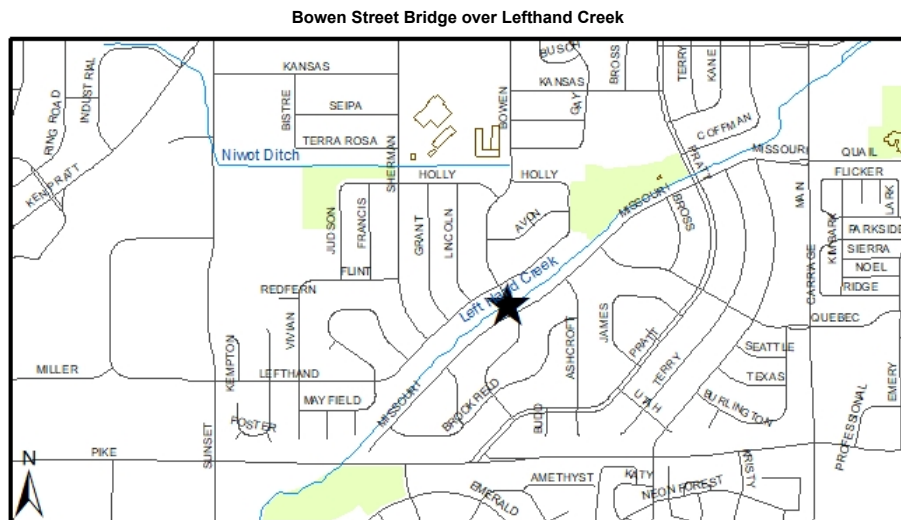 Bowen Street Bridge over Lefthand Creek
BUSCH
KANSAS
RING ROAD
INDUSTRIAL
BISTRE
SEIPA
TERRA ROSA
SHERMAN
BOWEN
KANSAS
GAY
BROSS
TERRY
KANE
COFFMAN
MISSOURI
QUAIL
KEN PRATT
Niwot Ditch
HOLLY
HOLLY
PRATT
FLICKER
JUDSON
FRANCIS
GRANT
LINCOLN
AVON
MISSOURI
BROSS
MAIN
KIMBARK
LARK
PARKSIDE
SIERRA
NOEL
RIDGE
CARRIAGE
FLINT
REDFERN
Left Hand Creek
VIVIAN
QUEBEC
KEMPTON
ASHCROFT
JAMES
PRATT
SEATTLE
MILLER
LEFTHAND
TERRY
TEXAS
EMERY
MAYFIELD
MISSOURI
BROOKFIELD
BUDD
UTAH
BURLINGTON
FOSTER
SUNSET
PROFESSIONAL
PIKE
N
EMERALD
AMETHYST
KATY
NEON FOREST
KRISTY